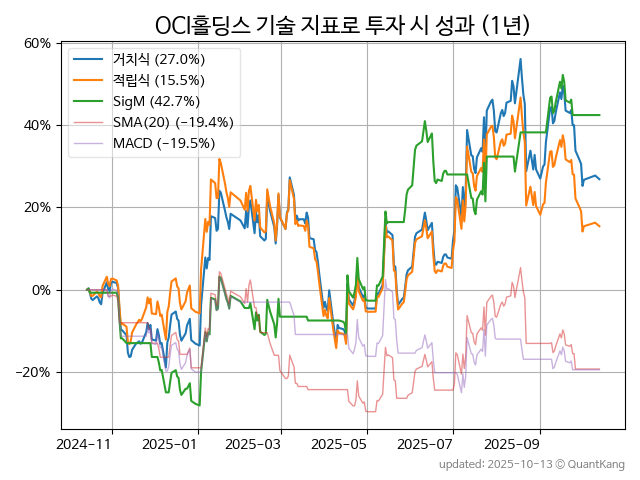 OCI홀딩스 기술 지표로 투자 시 성과 (1년)
60%
40%
20%
0%
−20%
거치식 (27.0%)
적립식 (15.5%)
SigM (42.7%)
SMA(20) (−19.4%)
MACD (−19.5%)
2024-11
2025-01
2025-03
2025-05
2025-07
2025-09
updated: 2025-10-13 © QuantKang